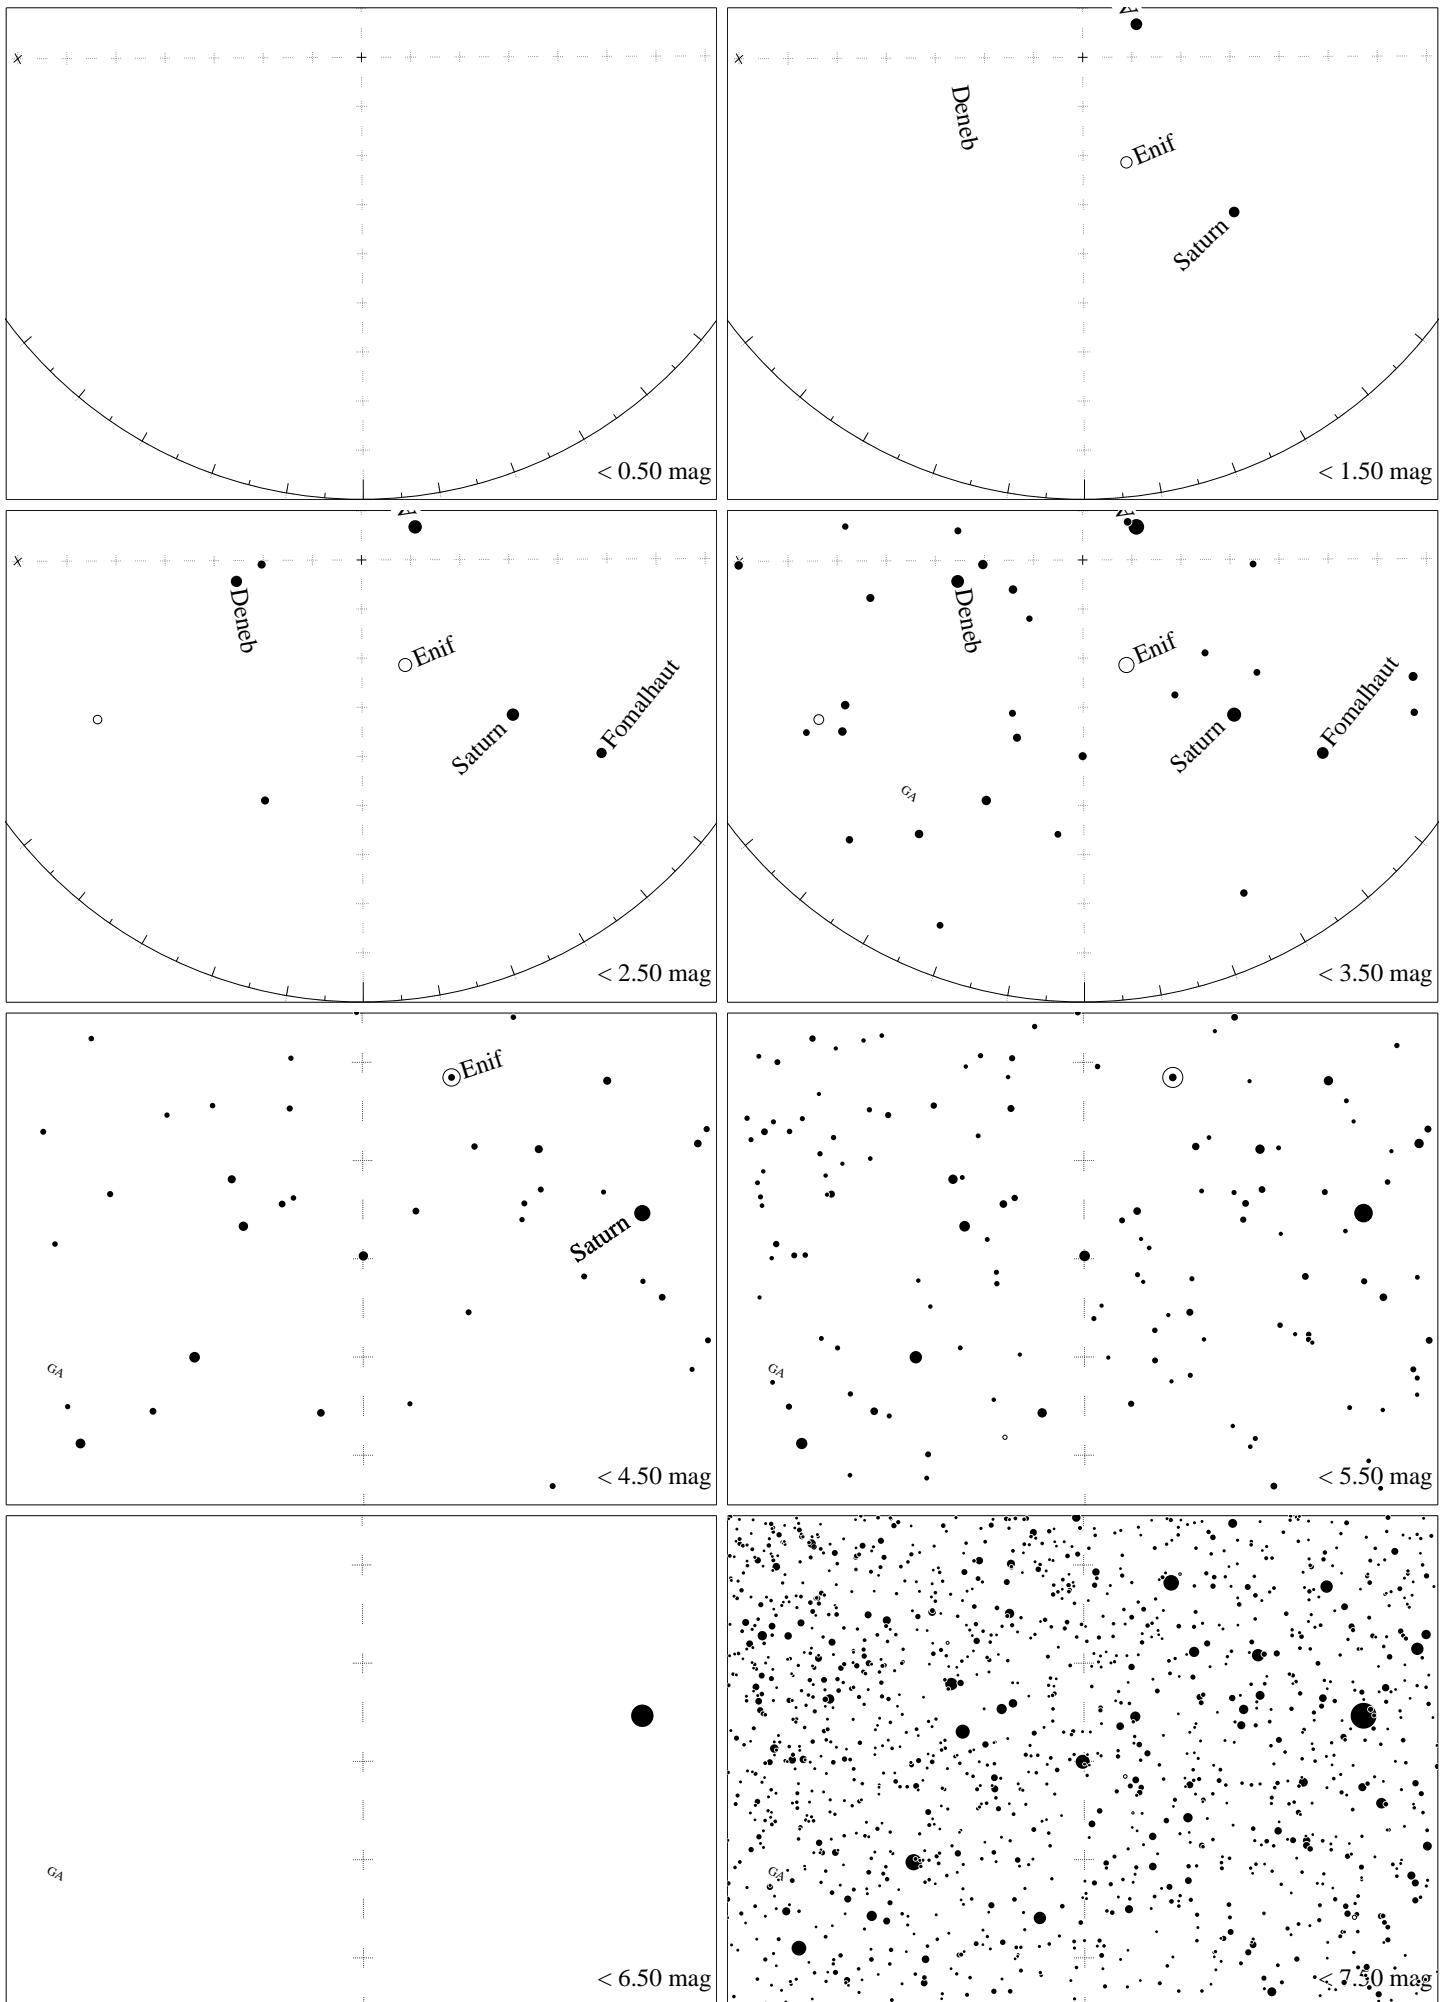 < 0.50 mag
Deneb
Enif
Saturn
< 1.50 mag
Deneb
Enif
Fomalhaut
Saturn
< 2.50 mag
Deneb
Enif
Fomalhaut
Saturn
GA
< 3.50 mag
Enif
Saturn
GA
< 4.50 mag
GA
< 5.50 mag
GA
< 6.50 mag
GA
< 7.50 mag